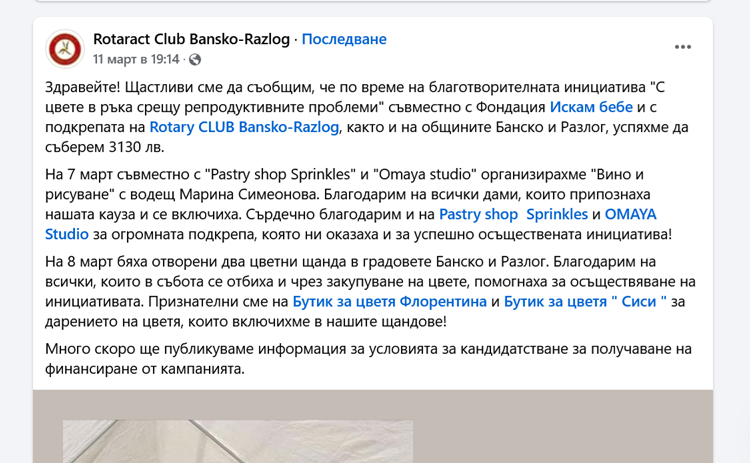 Rotaract Club Bansko-Razlog · Последване
11 март в 19:14 ·
Здравейте! Щастливи сме да съобщим, че по време на благотворителната инициатива "С
цвете в ръка срещу репродуктивните проблеми" съвместно с Фондация Искам бебе и с
подкрепата на Rotary CLUB Bansko-Razlog, както и на общините Банско и Разлог, успяхме да
съберем 3130 лв.
На 7 март съвместно с "Pastry shop Sprinkles" и "Omaya studio" организирахме "Вино и
рисуване" с водещ Марина Симеонова. Благодарим на всички дами, които припознаха
нашата кауза и се включиха. Сърдечно благодарим и на Pastry shop  Sprinkles и OMAYA
Studio за огромната подкрепа, която ни оказаха и за успешно осъществената инициатива!
На 8 март бяха отворени два цветни щанда в градовете Банско и Разлог. Благодарим на
всички, които в събота се отбиха и чрез закупуване на цвете, помогнаха за осъществяване на
инициативата. Признателни сме на Бутик за цветя Флорентина и Бутик за цветя " Сиси " за
дарението на цветя, които включихме в нашите щандове!
Много скоро ще публикуваме информация за условията за кандидатстване за получаване на
финансиране от кампанията.